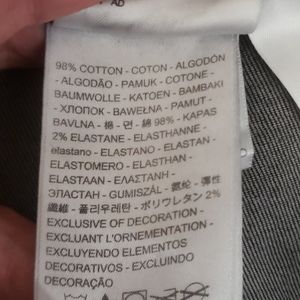 AD
98% COTTON - COTON - ALGODÓN
- ALGODÃO - PAMUK - COTONE -
BAUMWOLLE - KATOEN - BAMBAKI
- ХЛОПОК - BAWEŁNA - PAMUT -
BAVLNA - 棉 - 면 - 綿 98% - KAPAS
2% ELASTANE - ELASTHANNE -
elastano - ELASTANO - ELASTAN -
ELASTOMERO - ELASTHAN -
ELASTAAN - ΕΛΑΣΤΑΝΗ -
ЭЛАСТАН - GUMISZÁL - 氨纶 - 彈性
纖維 - 폴리우레탄 - ポリウレタン 2%
EXCLUSIVE OF DECORATION -
EXCLUANT L'ORNEMENTATION -
EXCLUYENDO ELEMENTOS
DECORATIVOS - EXCLUINDO
DECORAÇÃO